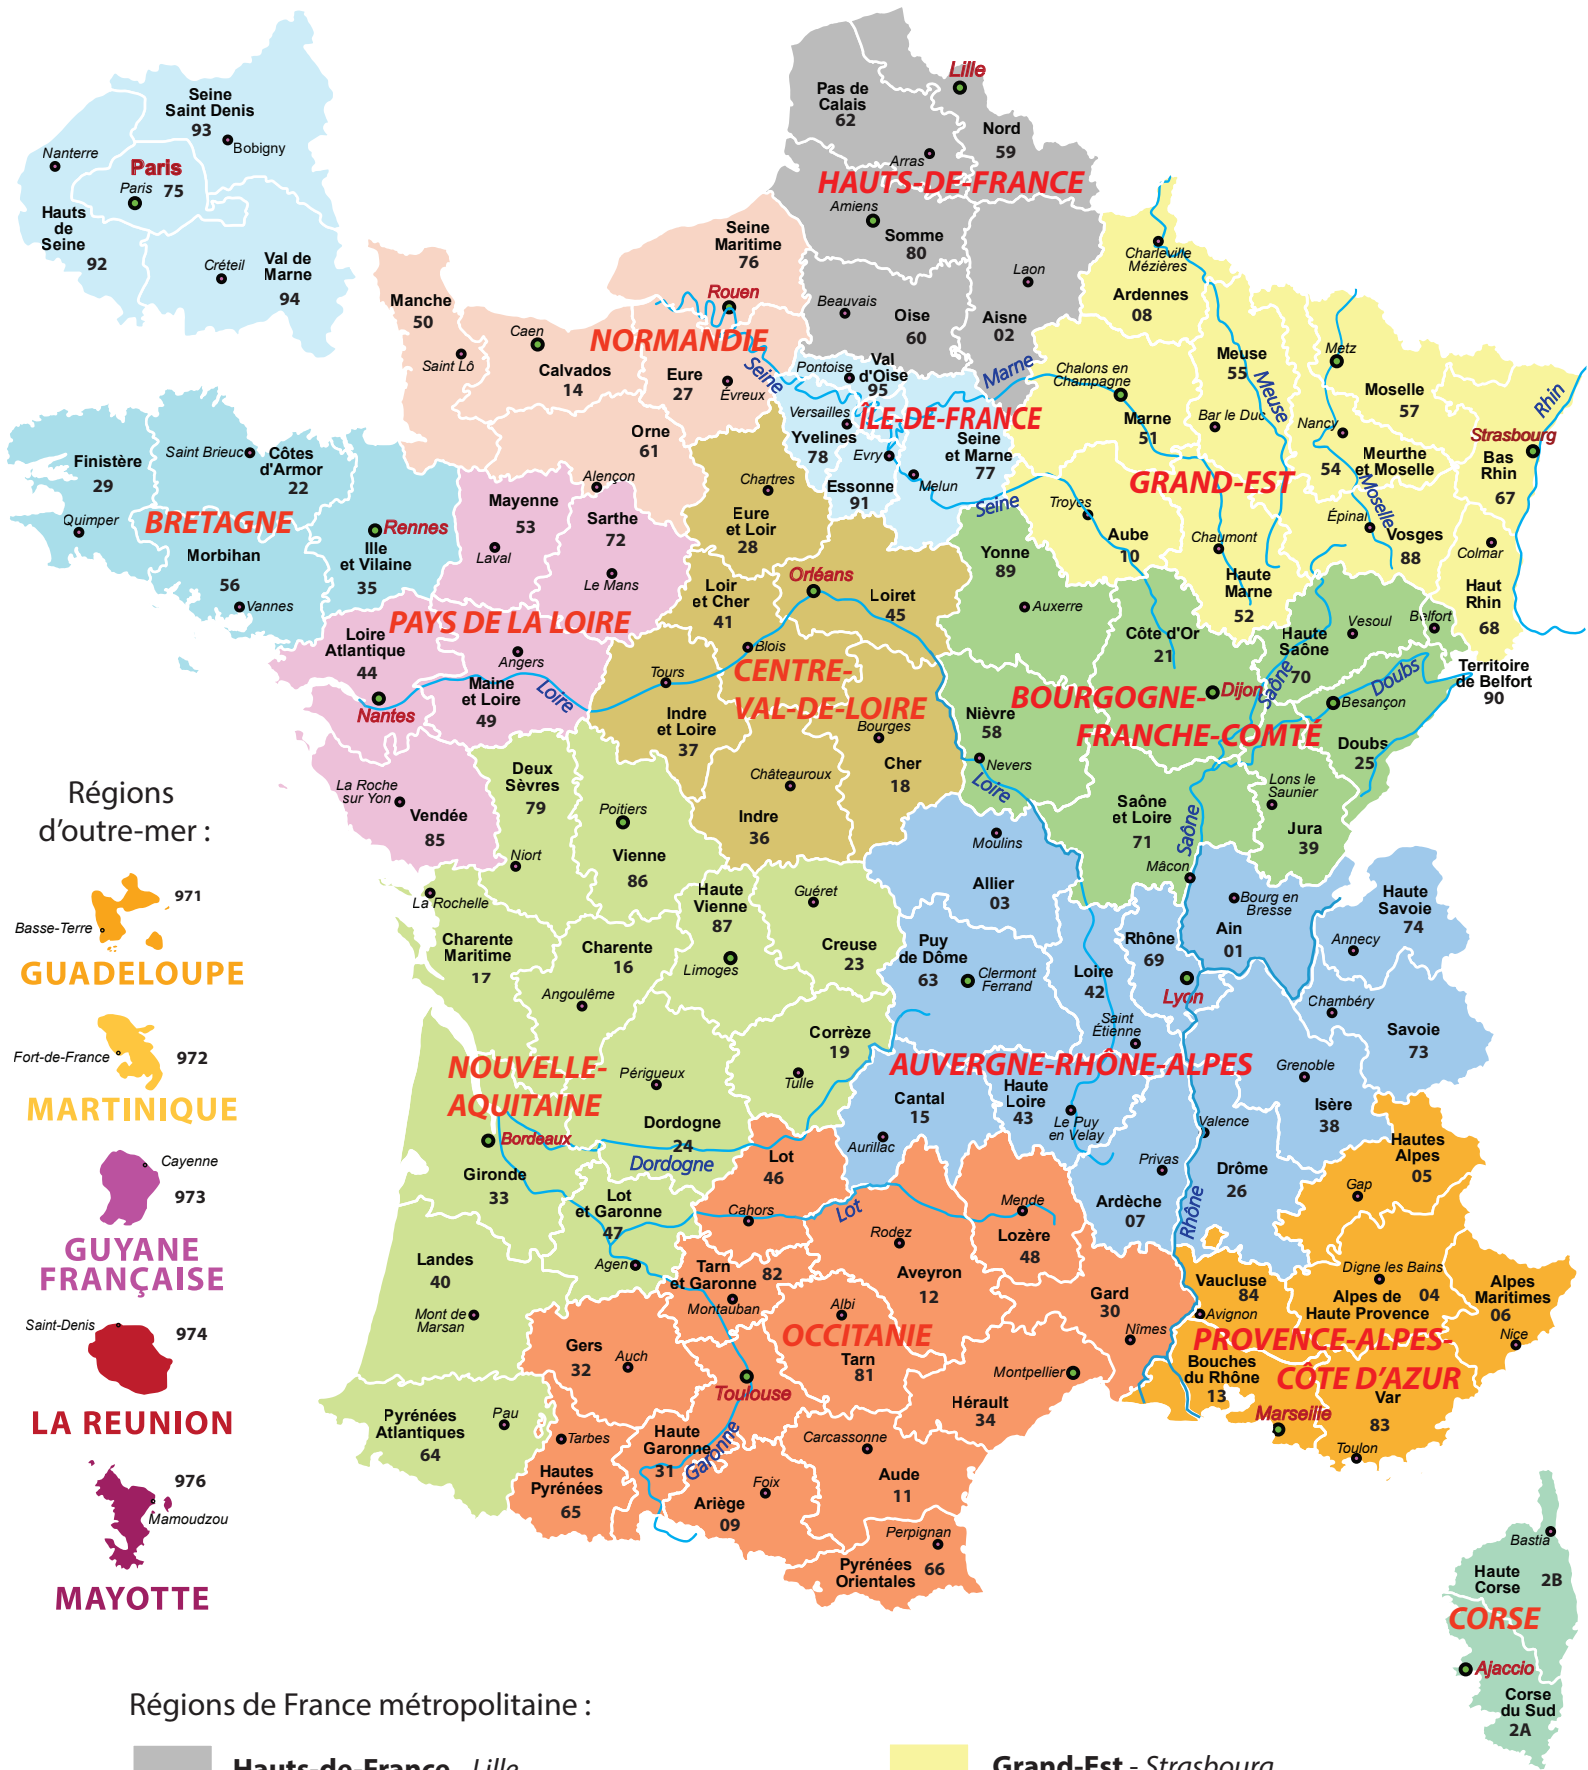 Seine
Saint Denis
93
Bobigny
Nanterre
Paris
Paris
75
Hauts
de
Seine
92
Créteil
Val de
Marne
94
Lille
Pas de
Calais
62
Nord
59
Arras
HAUTS-DE-FRANCE
Amiens
Somme
80
Laon
Beauvais
Oise
60
Aisne
02
Seine
Maritime
76
Rouen
Manche
50
Caen
Saint Lô
NORMANDIE
Calvados
14
Eure
27
Évreux
Seine
Orne
61
Alençon
Pontoise
Val
d'Oise
95
Marne
Versailles
ÎLE-DE-FRANCE
Yvelines
78
Evry
Seine
et Marne
77
Essonne
91
Melun
Seine
Charleville
Mézières
Ardennes
08
Chalons en
Champagne
Marne
51
Meuse
55
Meuse
Bar le Duc
Metz
Moselle
57
Nancy
54
Meurthe
et Moselle
Moselle
Rhin
Strasbourg
Bas
Rhin
67
GRAND-EST
Troyes
Aube
10
Chaumont
Haute
Marne
52
Épinal
Vosges
88
Colmar
Haut
Rhin
68
Finistère
29
Saint Brieuc
Côtes
d'Armor
22
Quimper
BRETAGNE
Rennes
Morbihan
56
Vannes
Ille
et Vilaine
35
Mayenne
53
Laval
Sarthe
72
Le Mans
PAYS DE LA LOIRE
Loire
Atlantique
44
Nantes
Angers
Maine
et Loire
49
Loire
La Roche
sur Yon
Vendée
85
Chartres
Eure
et Loir
28
Loir
et Cher
41
Orléans
Loiret
45
Blois
Tours
CENTRE-
VAL-DE-LOIRE
Indre
et Loire
37
Bourges
Cher
18
Châteauroux
Indre
36
Yonne
89
Auxerre
Côte d'Or
21
Haute
Saône
70
Vesoul
Belfort
Territoire
de Belfort
90
Saône
Doubs
Dijon
Besançon
BOURGOGNE-
FRANCHE-COMTÉ
Nièvre
58
Nevers
Loire
Doubs
25
Lons le
Saunier
Saône
et Loire
71
Saône
Mâcon
Jura
39
Deux
Sèvres
79
Poitiers
Niort
Vienne
86
La Rochelle
Charente
Maritime
17
Charente
16
Angoulême
Haute
Vienne
87
Limoges
Guéret
Creuse
23
Corrèze
19
Tulle
NOUVELLE-
AQUITAINE
Périgueux
Dordogne
24
Dordogne
Bordeaux
Gironde
33
Lot
et Garonne
47
Agen
Landes
40
Mont de
Marsan
Pyrénées
Atlantiques
64
Pau
Moulins
Allier
03
Puy
de Dôme
63
Clermont
Ferrand
Loire
42
Rhône
69
Lyon
Saint
Étienne
Bourg en
Bresse
Ain
01
Haute
Savoie
74
Annecy
Chambéry
Savoie
73
AUVERGNE-RHÔNE-ALPES
Cantal
15
Aurillac
Haute
Loire
43
Le Puy
en Velay
Grenoble
Isère
38
Valence
Privas
Ardèche
07
Drôme
26
Rhône
Lot
46
Cahors
Lot
Rodez
Aveyron
12
Mende
Lozère
48
Tarn
et Garonne
82
Montauban
Albi
Tarn
81
Gard
30
Nîmes
OCCITANIE
Gers
32
Auch
Toulouse
Montpellier
Hérault
34
Tarbes
Hautes
Pyrénées
65
Haute
Garonne
31
Garonne
Carcassonne
Aude
11
Foix
Ariège
09
Perpignan
Pyrénées
Orientales
66
Hautes
Alpes
05
Gap
Vaucluse
84
Avignon
Digne les Bains
Alpes de
Haute Provence
04
Alpes
Maritimes
06
Nice
PROVENCE-ALPES-
CÔTE D'AZUR
Bouches
du Rhône
13
Marseille
Var
83
Toulon
Bastia
Haute
Corse
2B
CORSE
Ajaccio
Corse
du Sud
2A
Régions
d'outre-mer :
971
Basse-Terre
GUADELOUPE
Fort-de-France
972
MARTINIQUE
Cayenne
973
GUYANE
FRANÇAISE
Saint-Denis
974
LA REUNION
976
Mamoudzou
MAYOTTE
Régions de France métropolitaine :
Hauts-de-France - Lille
Grand-Est - Strasbourg